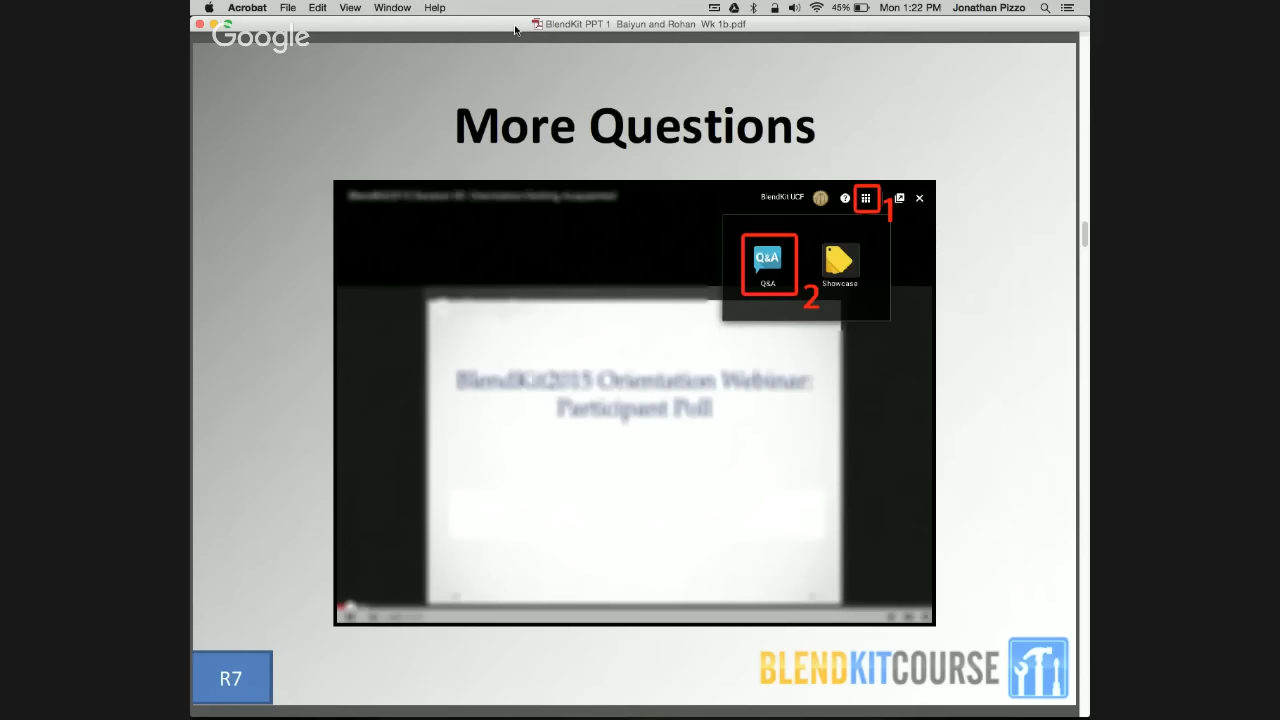 Acrobat File Edit View Window Help 45% Mon 1:22 PM Jonathan Pizzo
BlendKit PPT 1 Baiyun and Rohan Wk 1b.pdf
Google
More Questions
BlendKit UCF
1
Q&A
Q&A
Showcase
2
BlendKit2015 Orientation Webinar:
Participant Poll
R7
BLENDKITCOURSE